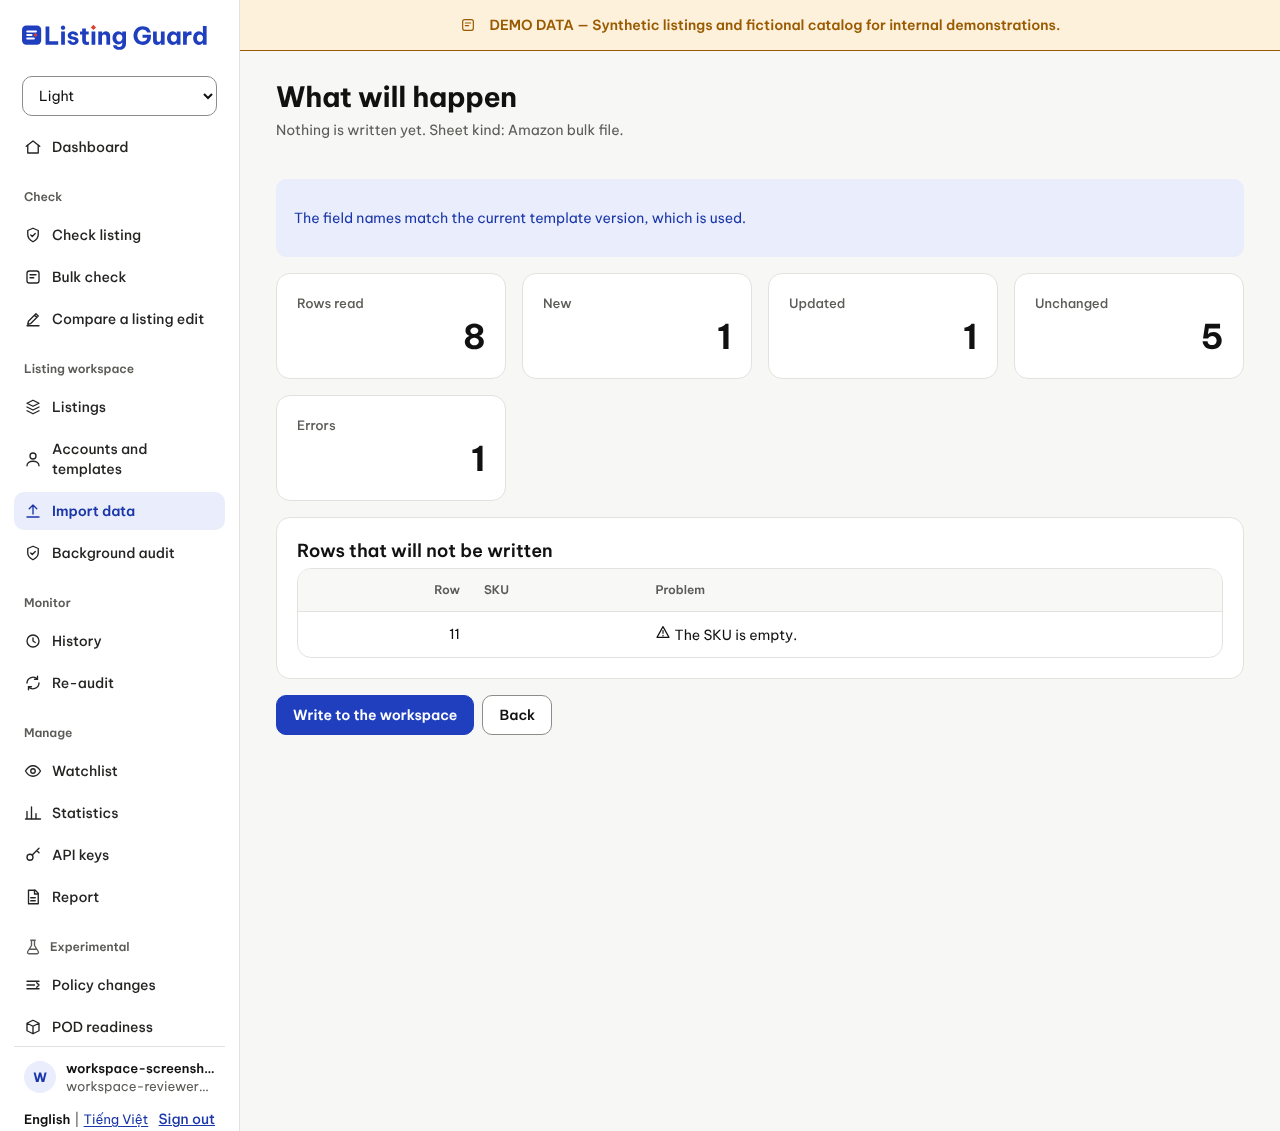 Listing Guard
Light
Dashboard
Check
Check listing
Bulk check
Compare a listing edit
Listing workspace
Listings
Accounts and
templates
Import data
Background audit
Monitor
History
Re-audit
Manage
Watchlist
Statistics
API keys
Report
Experimental
Policy changes
POD readiness
W
workspace-screensh...
workspace-reviewer...
English | Tiếng Việt Sign out
DEMO DATA — Synthetic listings and fictional catalog for internal demonstrations.
What will happen
Nothing is written yet. Sheet kind: Amazon bulk file.
The field names match the current template version, which is used.
Rows read
8
New
1
Updated
1
Unchanged
5
Errors
1
Rows that will not be written
Row SKU Problem
11 The SKU is empty.
Write to the workspace
Back